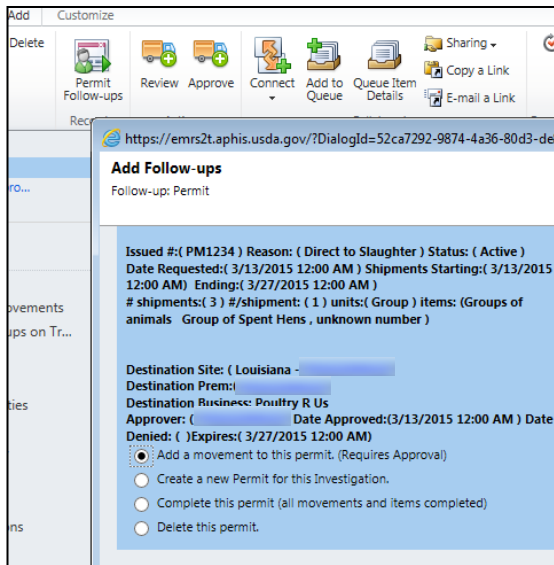 Add Customize
Delete
Permit
Follow-ups
Review Approve
Connect
Add to
Queue
Queue Item
Details
Sharing
Copy a Link
E-mail a Link
https://emrs2t.aphis.usda.gov/?DialogId=52ca7292-9874-4a36-80d3-de
Add Follow-ups
Follow-up: Permit
ro...
Issued #:( PM1234 ) Reason: ( Direct to Slaughter ) Status: ( Active )
Date Requested:( 3/13/2015 12:00 AM ) Shipments Starting:( 3/13/2015
12:00 AM) Ending:( 3/27/2015 12:00 AM )
# shipments:( 3 ) #/shipment: ( 1 ) units:( Group ) items: (Groups of
animals Group of Spent Hens , unknown number )
ovements
ups on Tr...
Destination Site: ( Louisiana -
Destination Prem:(
Destination Business: Poultry R Us
ties
Approver: ( Date Approved:(3/13/2015 12:00 AM ) Date
Denied: ( )Expires:( 3/27/2015 12:00 AM)
Add a movement to this permit. (Requires Approval)
Create a new Permit for this Investigation.
Complete this permit (all movements and items completed)
ns
Delete this permit.